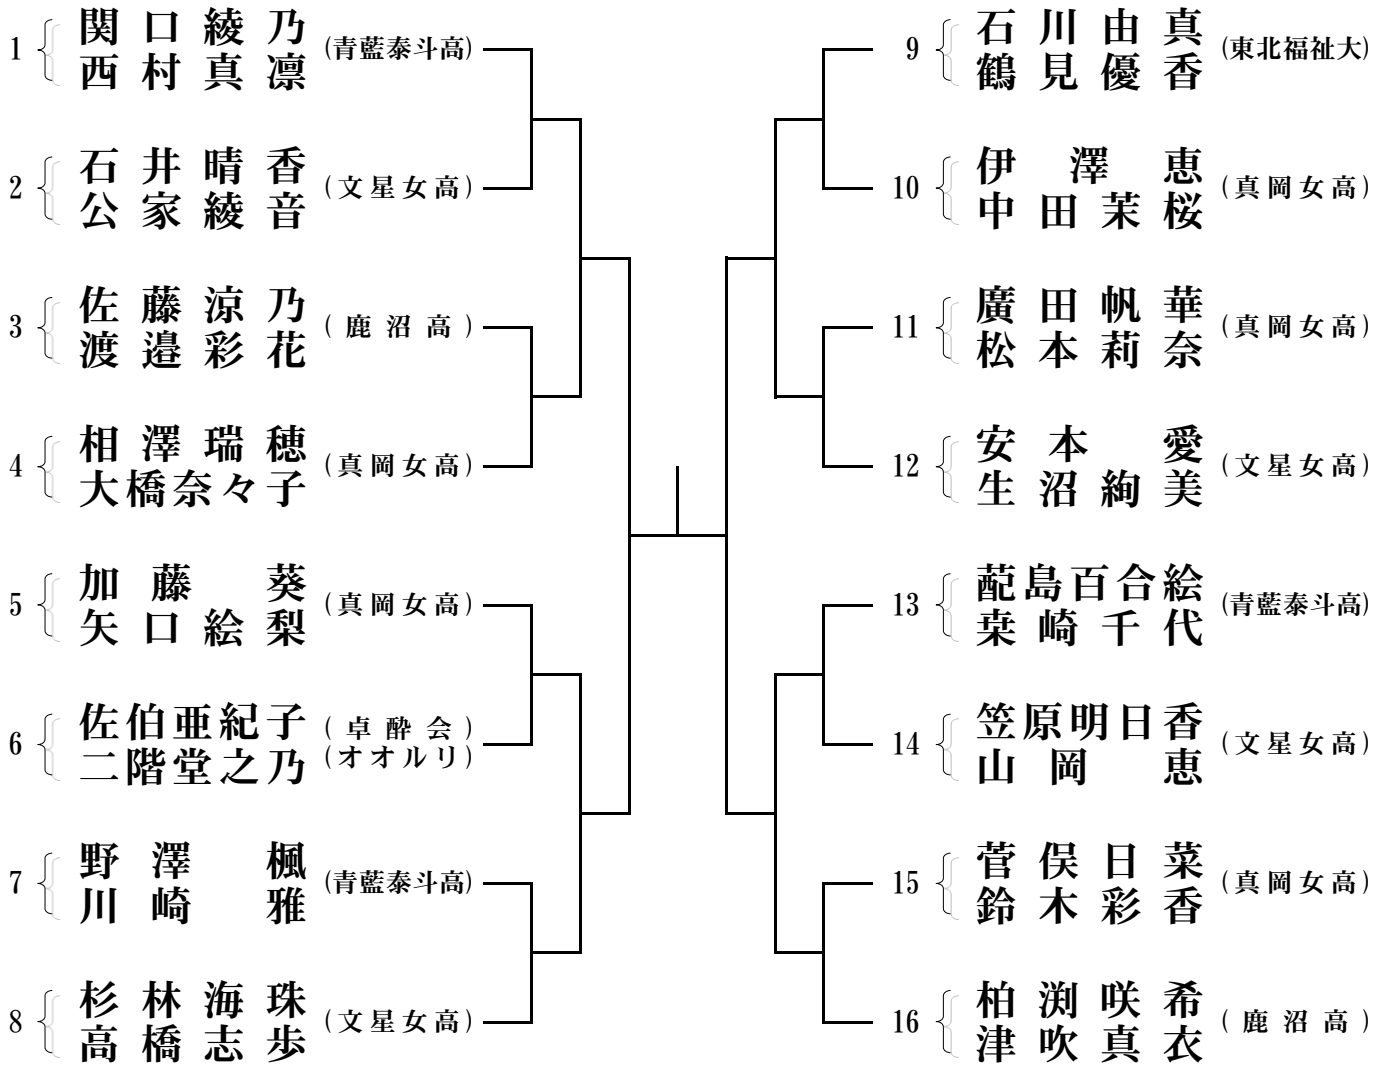 1 関口綾乃 (青藍泰斗高)
西村真凛
2 石井晴香 (文星女高)
公家綾音
3 佐藤涼乃 (鹿沼高)
渡邉彩花
4 相澤瑞穂 (真岡女高)
大橋奈々子
5 加藤葵 (真岡女高)
矢口絵梨
6 佐伯亜紀子 (卓酔会)
二階堂之乃 (オオルリ)
7 野澤楓 (青藍泰斗高)
川崎雅
8 杉林海珠 (文星女高)
高橋志歩
9 石川由真 (東北福祉大)
鶴見優香
10 伊澤恵 (真岡女高)
中田茉桜
11 廣田帆華 (真岡女高)
松本莉奈
12 安本愛 (文星女高)
生沼絢美
13 蓜島百合絵 (青藍泰斗高)
桒崎千代
14 笠原明日香 (文星女高)
山岡恵
15 菅俣日菜 (真岡女高)
鈴木彩香
16 柏渕咲希 (鹿沼高)
津吹真衣